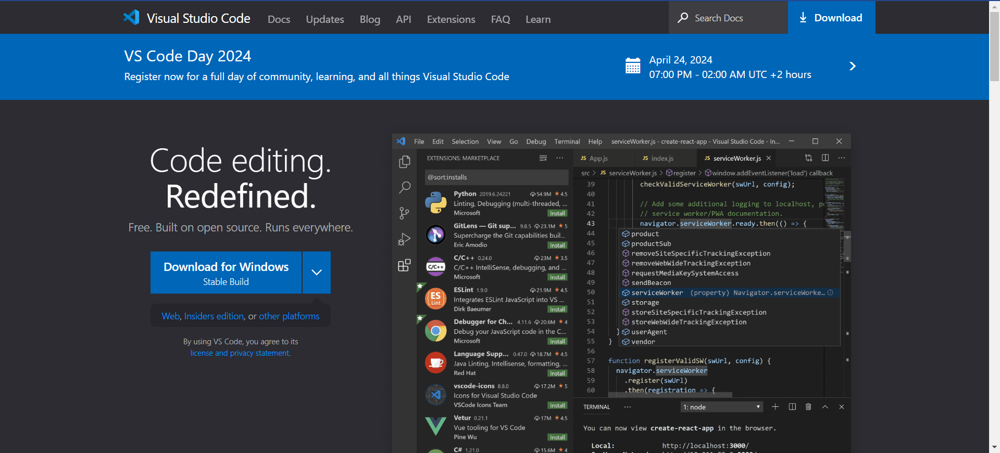 Visual Studio Code Docs Updates Blog API Extensions FAQ Learn Search Docs Download
VS Code Day 2024
Register now for a full day of community, learning, and all things Visual Studio Code
April 24, 2024
07:00 PM - 02:00 AM UTC +2 hours
Code editing.
Redefined.
Free. Built on open source. Runs everywhere.
Download for Windows
Stable Build
Web, Insiders edition, or other platforms
By using VS Code, you agree to its
license and privacy statement.
File Edit Selection View Go Debug Terminal Help serviceWorker.js - create-react-app - Visual Studio Code - In...
EXTENSIONS: MARKETPLACE
@sort:installs
Python 2019.6.24221 54.9M 4.5
Linting, Debugging (multi-threaded, ...
Microsoft Install
GitLens — Git sup... 9.8.5 23.1M 5
Supercharge the Git capabilities buil...
Eric Amodio Install
C/C++
C/C++ 0.24.0 23M 3.5
C/C++ IntelliSense, debugging, and ...
Microsoft Install
ES
Lint
ESLint 1.9.0 21.9M 4.5
Integrates ESLint JavaScript into VS ...
Dirk Baeumer Install
Debugger for Ch... 4.11.6 20.6M 4
Debug your JavaScript code in the C...
Microsoft Install
Language Supp... 0.47.0 18.7M 4.5
Java Linting, Intellisense, formatting, ...
Red Hat Install
vscode-icons 8.8.0 17.2M 5
Icons for Visual Studio Code
VSCode Icons Team Install
Vetur 0.21.1 17M 4.5
Vue tooling for VS Code
Pine Wu Install
C# 1.21.0 15.6M 4
JS App.js JS index.js JS serviceWorker.js
src > JS serviceWorker.js > register > window.addEventListener('load') callback
39 checkValidServiceWorker(swUrl, config);
40
41 // Add some additional logging to localhost, po
42 // service worker/PWA documentation.
43 navigator.serviceWorker.ready.then(() => {
44 product
45 productSub
46 removeSiteSpecificTrackingException
47 removeWebWideTrackingException
48 requestMediaKeySystemAccess
49 sendBeacon
50 serviceWorker (property) Navigator.serviceWorke...
51 storage
52 storeSiteSpecificTrackingException
53 storeWebWideTrackingException
54 } userAgent
55 } vendor
56
57 function registerValidSW(swUrl, config) {
58 navigator.serviceWorker
59 .register(swUrl)
60 .then(registration => {
TERMINAL ... 1: node
You can now view create-react-app in the browser.
Local: http://localhost:3000/